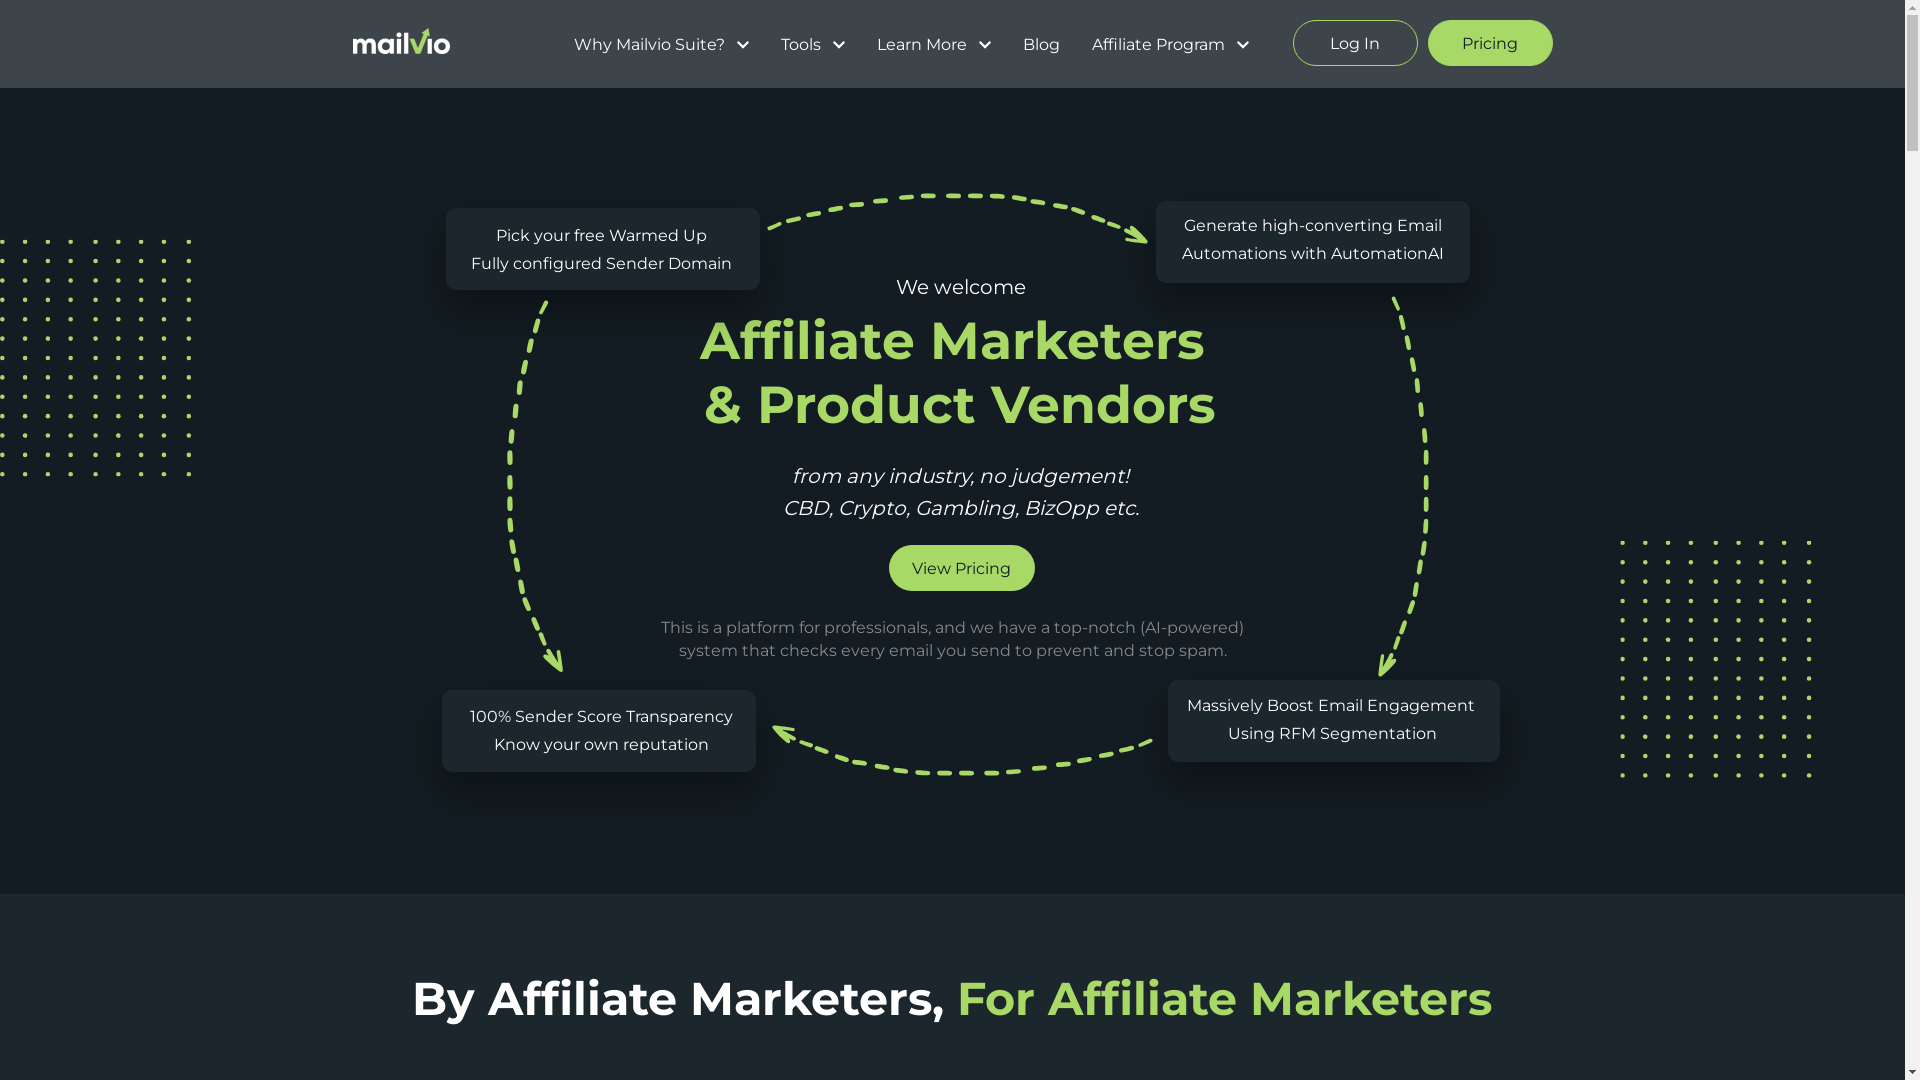 mailvio
Why Mailvio Suite?
Tools
Learn More
Blog
Affiliate Program
Log In
Pricing
Pick your free Warmed Up
Fully configured Sender Domain
Generate high-converting Email
Automations with AutomationAI
We welcome
Affiliate Marketers
& Product Vendors
from any industry, no judgement!
CBD, Crypto, Gambling, BizOpp etc.
View Pricing
This is a platform for professionals, and we have a top-notch (AI-powered)
system that checks every email you send to prevent and stop spam.
100% Sender Score Transparency
Know your own reputation
Massively Boost Email Engagement
Using RFM Segmentation
By Affiliate Marketers, For Affiliate Marketers